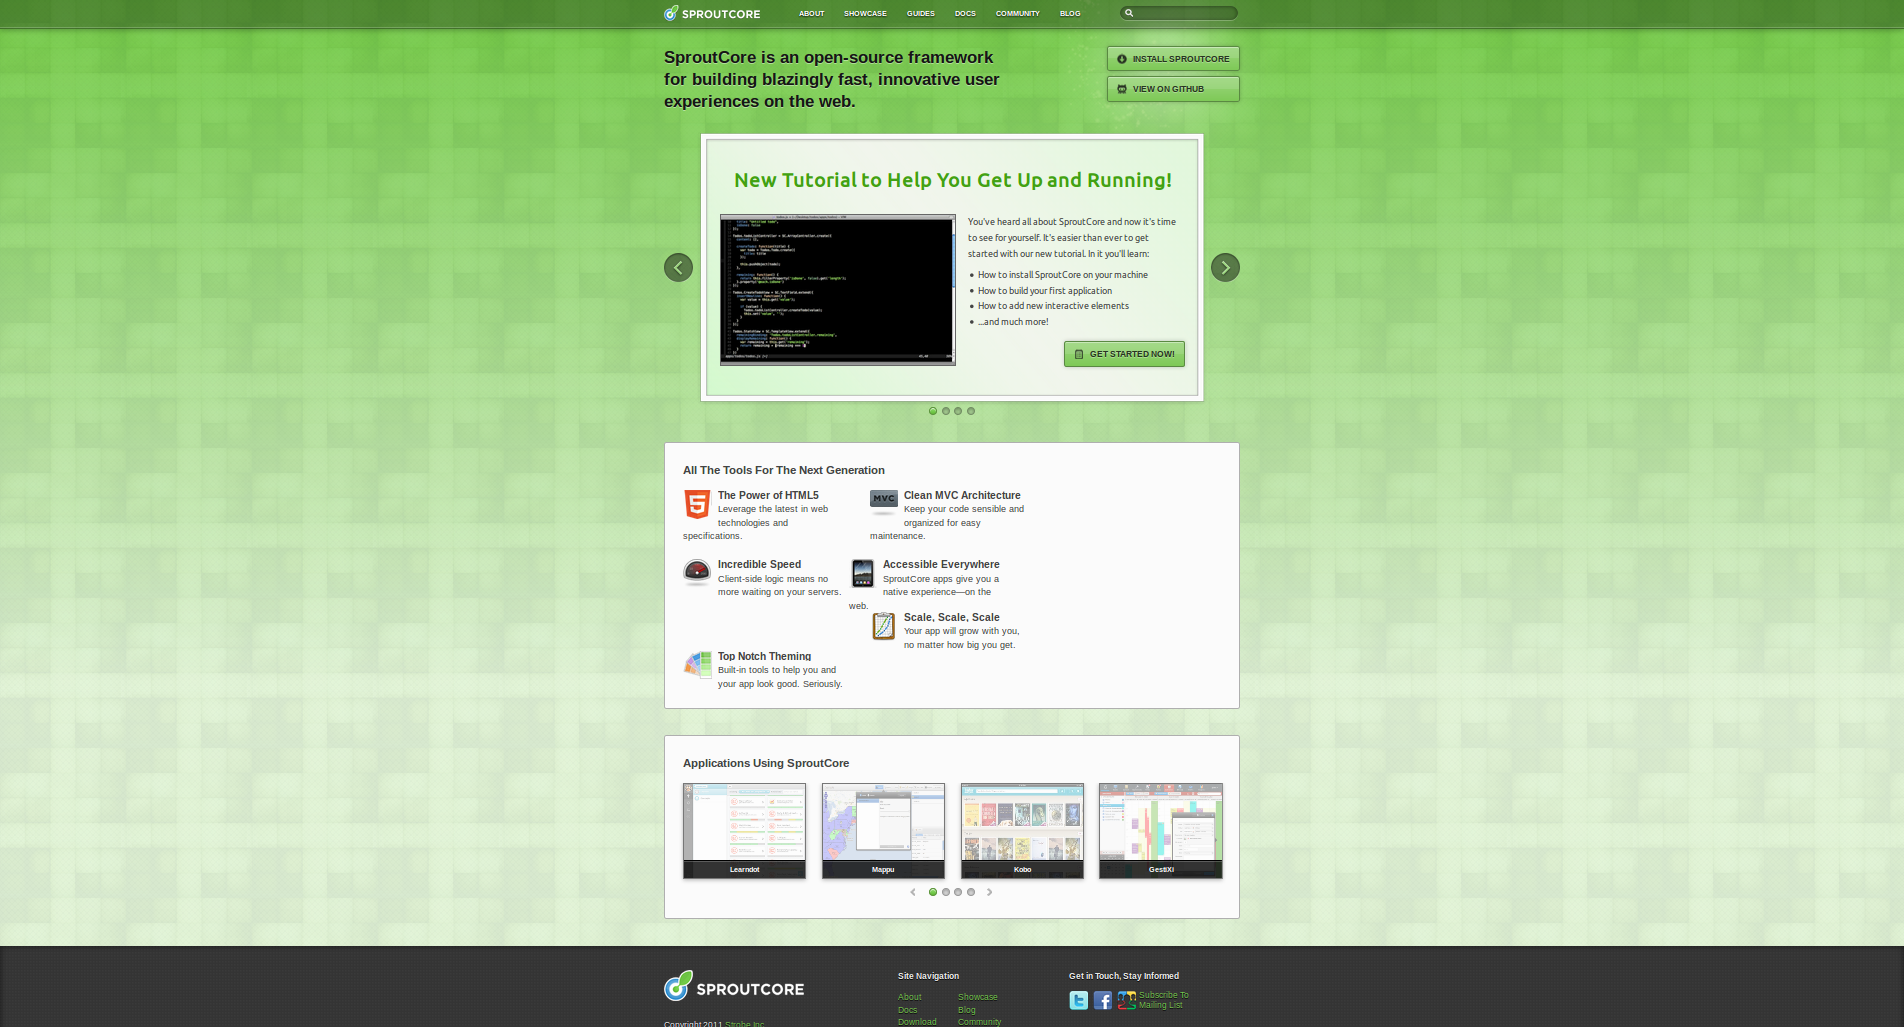 SPROUTCORE
ABOUT SHOWCASE GUIDES DOCS COMMUNITY BLOG
SproutCore is an open-source framework
for building blazingly fast, innovative user
experiences on the web.
INSTALL SPROUTCORE
VIEW ON GITHUB
New Tutorial to Help You Get Up and Running!
You've heard all about SproutCore and now it's time
to see for yourself. It's easier than ever to get
started with our new tutorial. In it you'll learn:
How to install SproutCore on your machine
How to build your first application
How to add new interactive elements
...and much more!
GET STARTED NOW!
All The Tools For The Next Generation
The Power of HTML5
Leverage the latest in web
technologies and
specifications.
MVC
Clean MVC Architecture
Keep your code sensible and
organized for easy
maintenance.
Incredible Speed
Client-side logic means no
more waiting on your servers.
Accessible Everywhere
SproutCore apps give you a
native experience—on the
web.
Scale, Scale, Scale
Your app will grow with you,
no matter how big you get.
Top Notch Theming
Built-in tools to help you and
your app look good. Seriously.
Applications Using SproutCore
Learndot
Mappu
Kobo
GestiXi
SPROUTCORE
Copyright 2011 Strobe Inc.
Site Navigation
About Showcase
Docs Blog
Download Community
Get in Touch, Stay Informed
Subscribe To
Mailing List